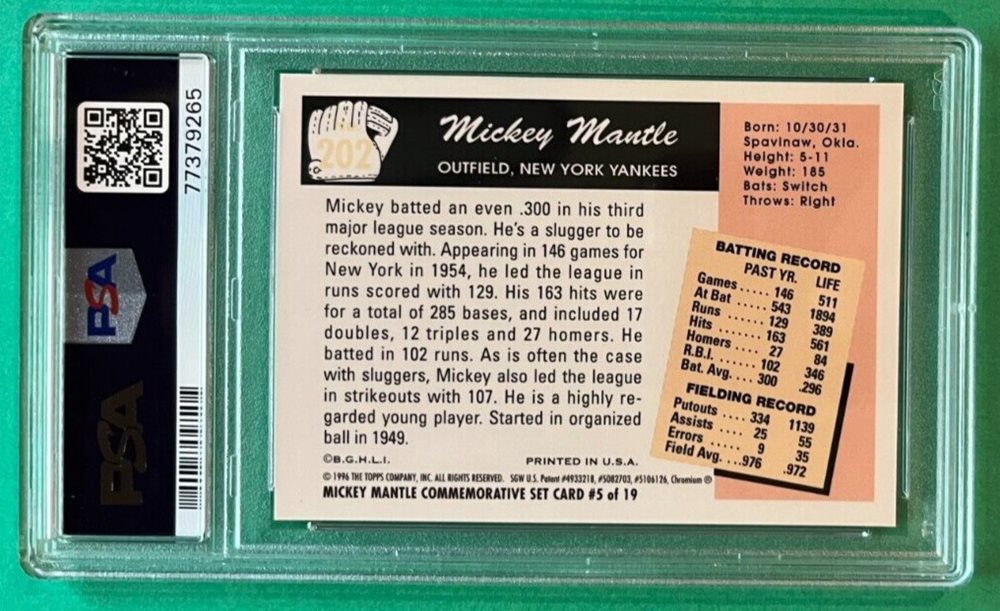 77379265
PSA
PSA
202
Mickey Mantle
OUTFIELD, NEW YORK YANKEES
Born: 10/30/31
Spavinaw, Okla.
Height: 5-11
Weight: 185
Bats: Switch
Throws: Right
Mickey batted an even .300 in his third
major league season. He's a slugger to be
reckoned with. Appearing in 146 games for
New York in 1954, he led the league in
runs scored with 129. His 163 hits were
for a total of 285 bases, and included 17
doubles, 12 triples and 27 homers. He
batted in 102 runs. As is often the case
with sluggers, Mickey also led the league
in strikeouts with 107. He is a highly re-
garded young player. Started in organized
ball in 1949.
BATTING RECORD
PAST YR. LIFE
Games..... 146 511
At Bat ..... 543 1894
Runs ...... 129 389
Hits ....... 163 561
Homers .... 27 84
R.B.I. ...... 102 346
Bat. Avg. ... 300 .296
FIELDING RECORD
Putouts .... 334 1139
Assists .... 25 55
Errors ..... 9 35
Field Avg. ...976 .972
©B.G.H.L.I. PRINTED IN U.S.A.
© 1996 THE TOPPS COMPANY, INC. ALL RIGHTS RESERVED. SGW U.S. Patent #4933218, #5082703, #5106126, Chromium ®
MICKEY MANTLE COMMEMORATIVE SET CARD #5 of 19